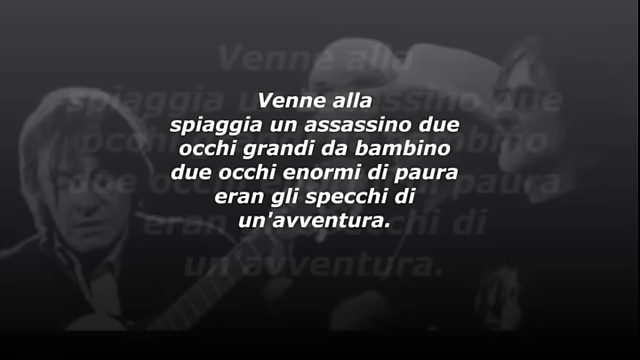 Venne alla
spiaggia un assassino due
occhi grandi da bambino
due occhi enormi di paura
eran gli specchi di
un'avventura.